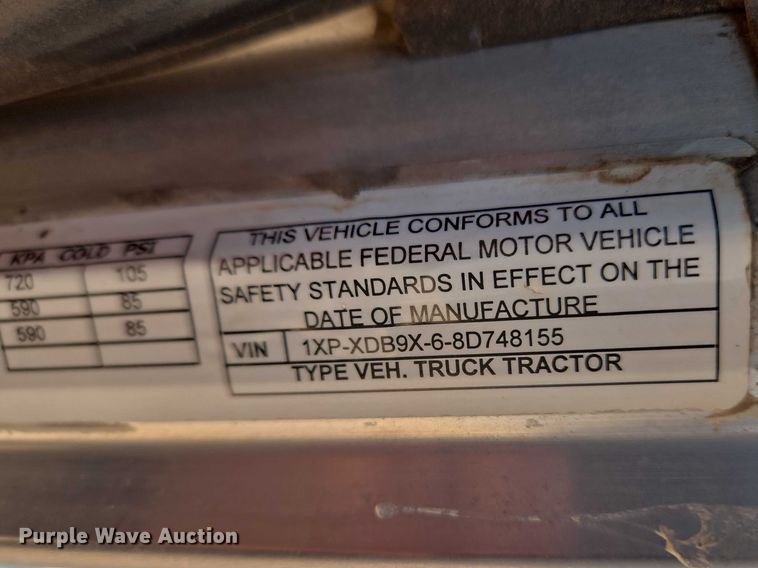 KPA COLD PSI
720 105
590 85
590 85
THIS VEHICLE CONFORMS TO ALL
APPLICABLE FEDERAL MOTOR VEHICLE
SAFETY STANDARDS IN EFFECT ON THE
DATE OF MANUFACTURE
VIN 1XP-XDB9X-6-8D748155
TYPE VEH. TRUCK TRACTOR
Purple Wave Auction